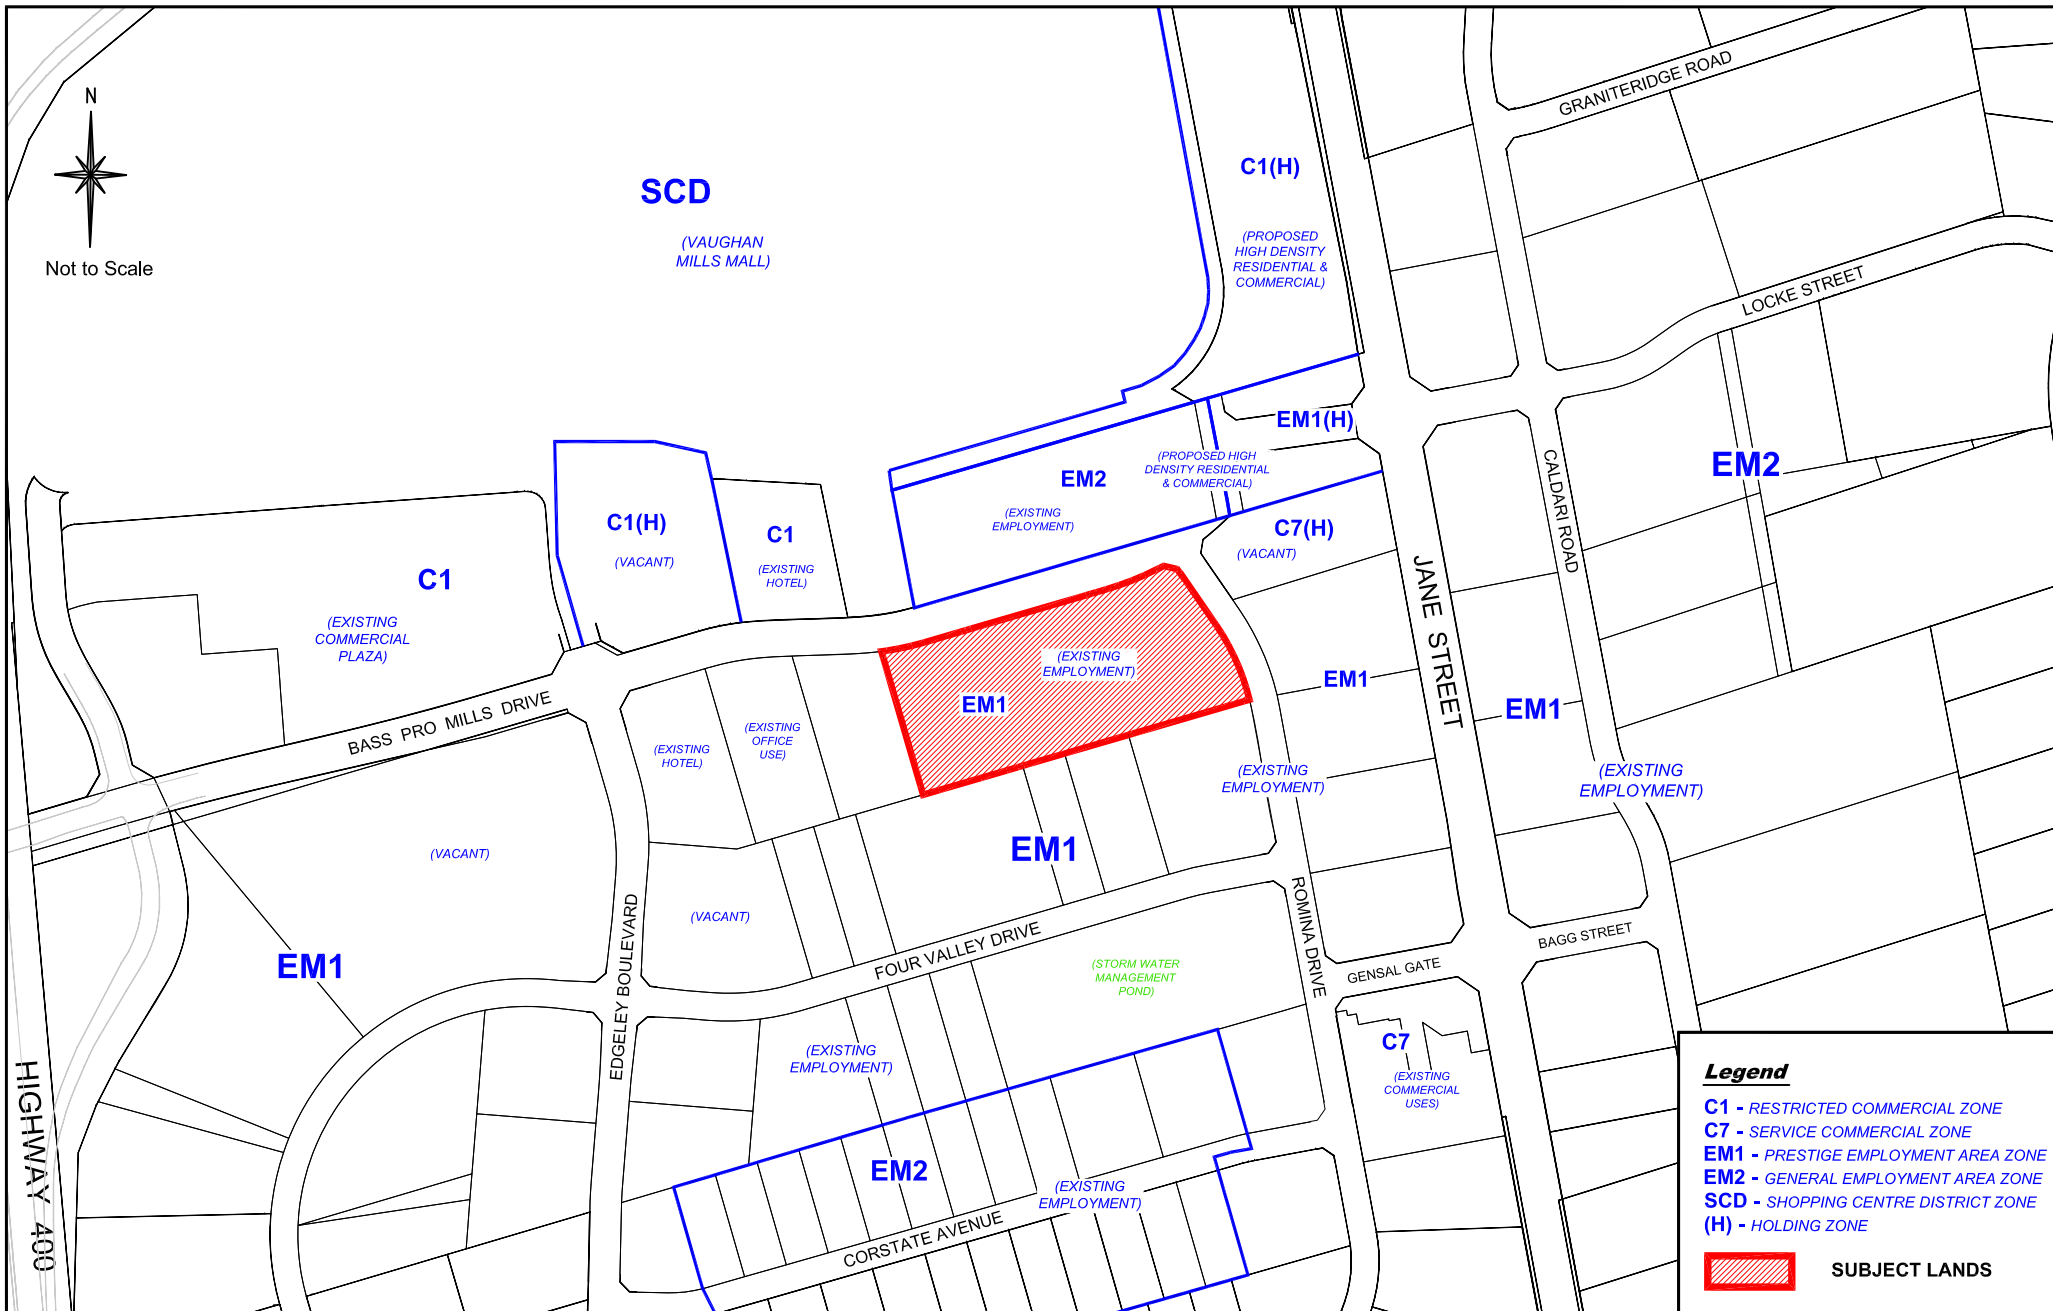 N
Not to Scale
SCD
(VAUGHAN
MILLS MALL)
C1(H)
(PROPOSED
HIGH DENSITY
RESIDENTIAL &
COMMERCIAL)
GRANITERIDGE ROAD
LOCKE STREET
EM1(H)
(PROPOSED HIGH
DENSITY RESIDENTIAL
& COMMERCIAL)
EM2
(EXISTING
EMPLOYMENT)
C7(H)
(VACANT)
EM2
CALDARI ROAD
C1(H)
(VACANT)
C1
(EXISTING
HOTEL)
C1
(EXISTING
COMMERCIAL
PLAZA)
BASS PRO MILLS DRIVE
(EXISTING
EMPLOYMENT)
EM1
EM1
JANE STREET
EM1
(EXISTING
HOTEL)
(EXISTING
OFFICE
USE)
(EXISTING
EMPLOYMENT)
(EXISTING
EMPLOYMENT)
(VACANT)
EM1
(VACANT)
EM1
EDGELEY BOULEVARD
FOUR VALLEY DRIVE
ROMINA DRIVE
BAGG STREET
GENSAL GATE
(STORM WATER
MANAGEMENT
POND)
(EXISTING
EMPLOYMENT)
C7
(EXISTING
COMMERCIAL
USES)
HIGHWAY 400
EM2
(EXISTING
EMPLOYMENT)
CORSTATE AVENUE
Legend
C1 - RESTRICTED COMMERCIAL ZONE
C7 - SERVICE COMMERCIAL ZONE
EM1 - PRESTIGE EMPLOYMENT AREA ZONE
EM2 - GENERAL EMPLOYMENT AREA ZONE
SCD - SHOPPING CENTRE DISTRICT ZONE
(H) - HOLDING ZONE
SUBJECT LANDS